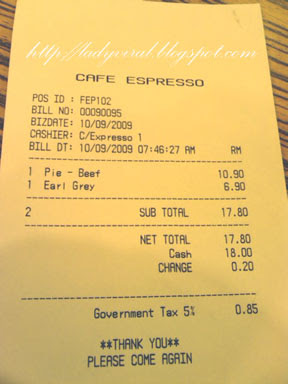 http://ladyviral.blogspot.com
CAFE ESPRESSO
POS ID : FEP102
BILL NO: 00090095
BIZDATE: 10/09/2009
CASHIER: C/Expresso 1
BILL DT: 10/09/2009 07:46:27 AM RM
1 Pie - Beef 10.90
1 Earl Grey 6.90
2 SUB TOTAL 17.80
NET TOTAL 17.80
Cash 18.00
CHANGE 0.20
Government Tax 5% 0.85
**THANK YOU**
PLEASE COME AGAIN